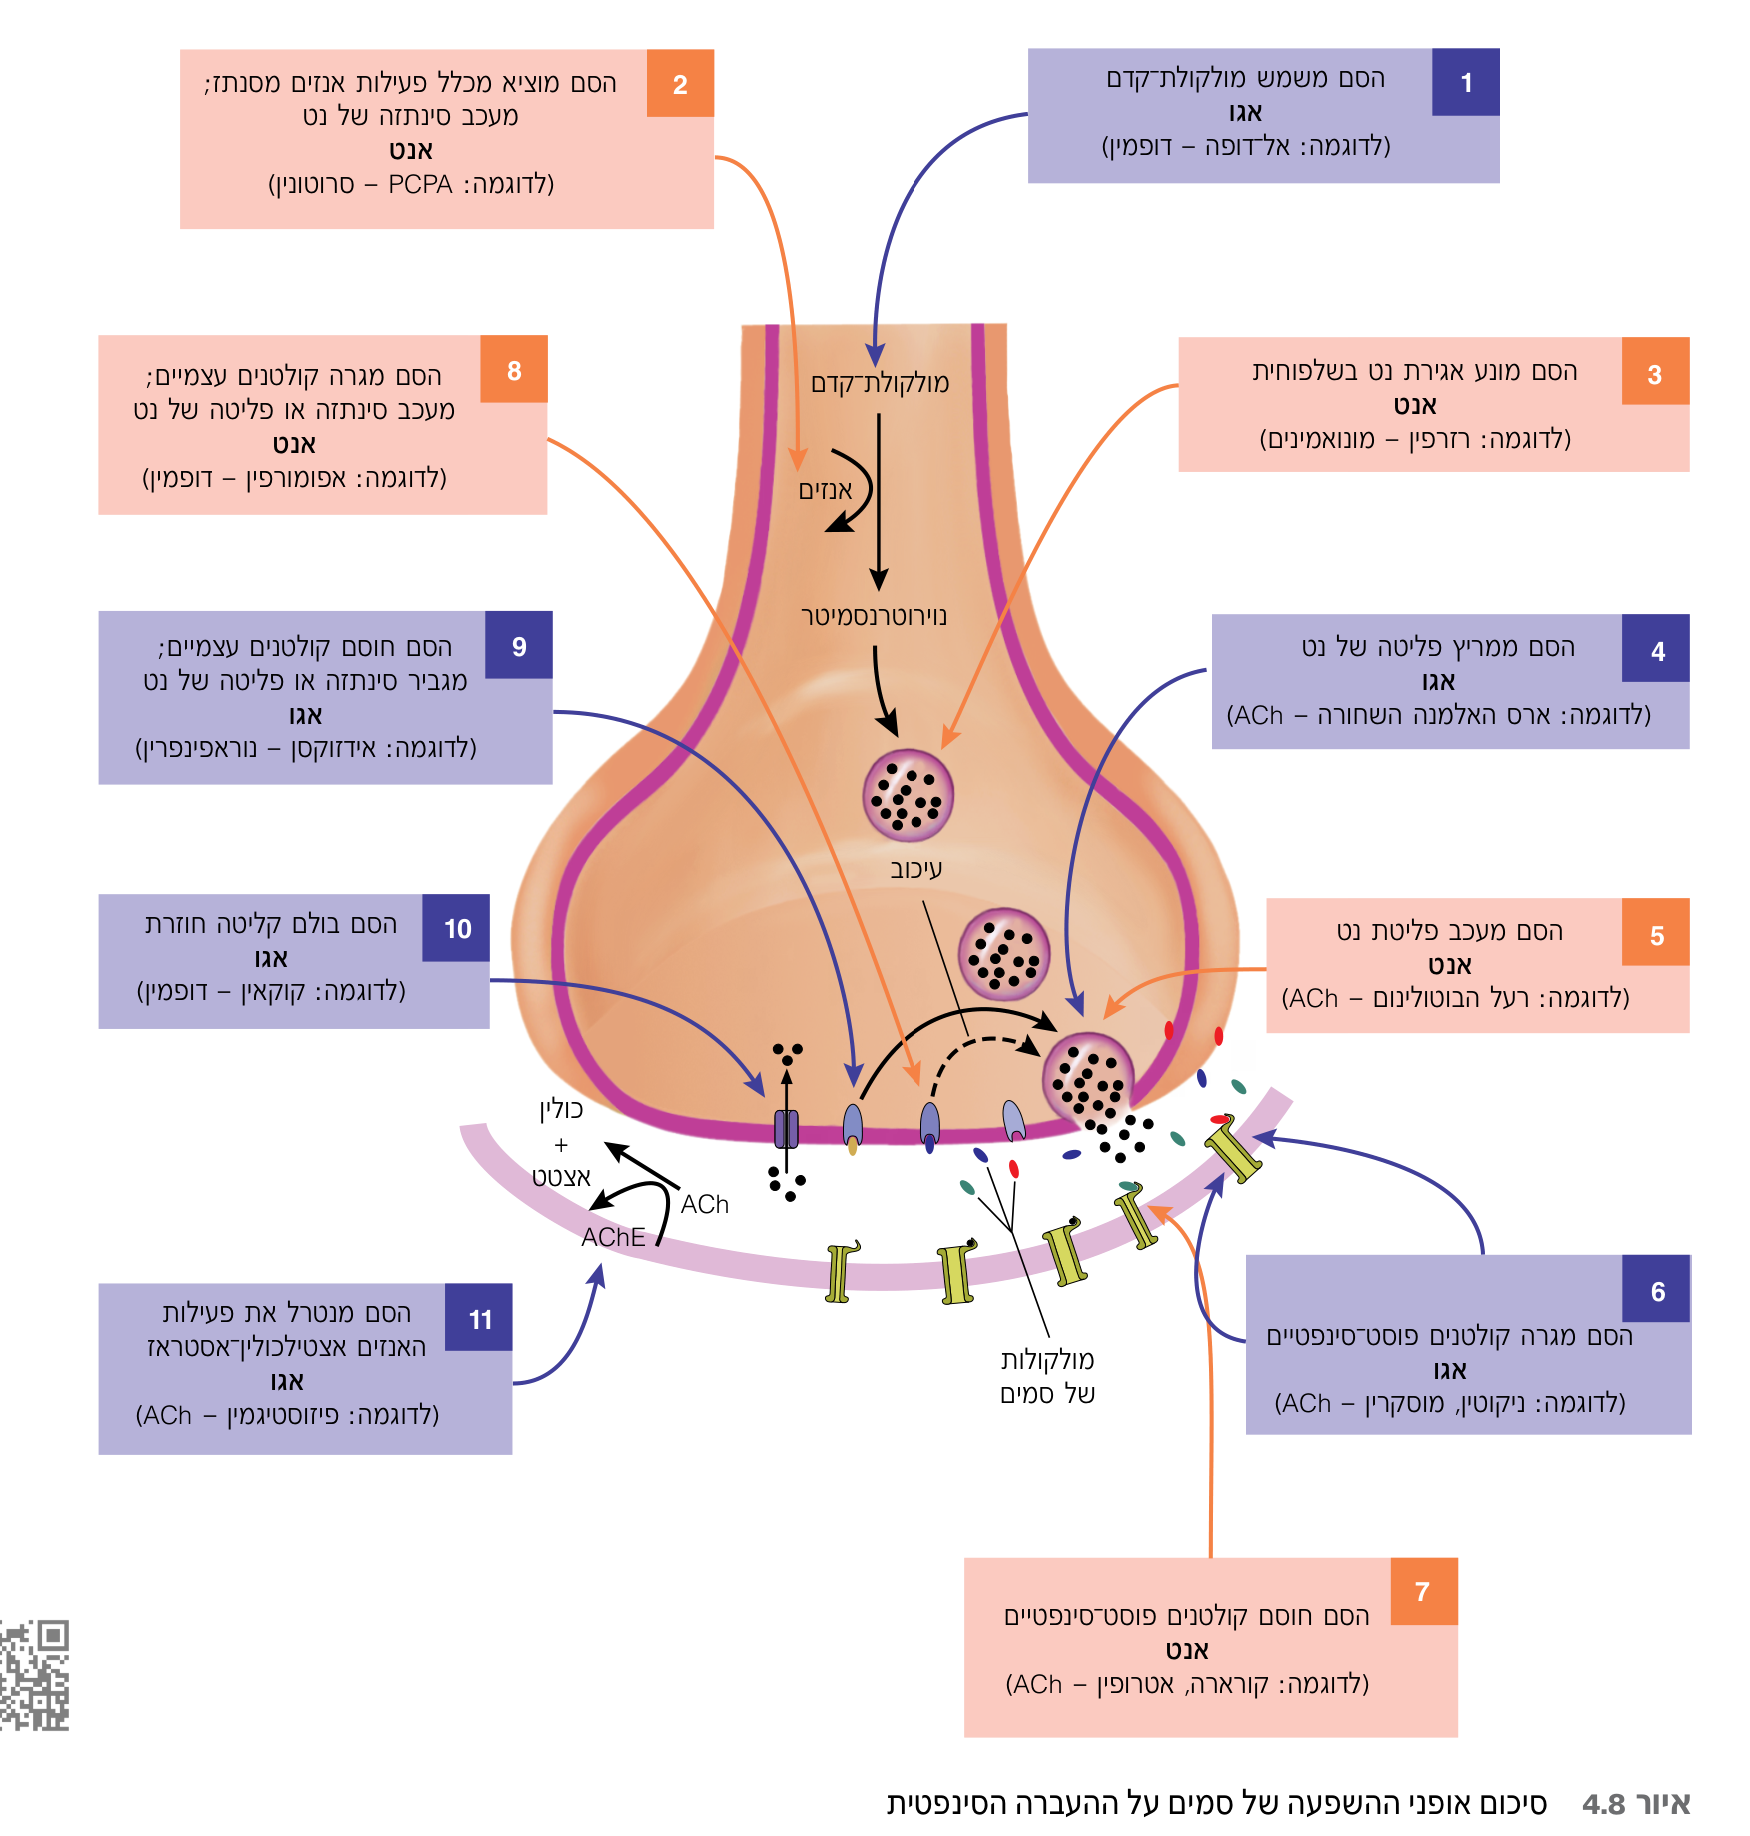 1
הסם משמש מולקולת־קדם
אגו
(לדוגמה: אל־דופה – דופמין)
2
הסם מוציא מכלל פעילות אנזים מסנתז;
מעכב סינתזה של נט
אנט
(לדוגמה: PCPA – סרוטונין)
3
הסם מונע אגירת נט בשלפוחית
אנט
(לדוגמה: רזרפין – מונואמינים)
4
הסם ממריץ פליטה של נט
אגו
(לדוגמה: ארס האלמנה השחורה – ACh)
5
הסם מעכב פליטת נט
אנט
(לדוגמה: רעל הבוטולינום – ACh)
6
הסם מגרה קולטנים פוסט־סינפטיים
אגו
(לדוגמה: ניקוטין, מוסקרין – ACh)
7
הסם חוסם קולטנים פוסט־סינפטיים
אנט
(לדוגמה: קורארה, אטרופין – ACh)
8
הסם מגרה קולטנים עצמיים;
מעכב סינתזה או פליטה של נט
אנט
(לדוגמה: אפומורפין – דופמין)
9
הסם חוסם קולטנים עצמיים;
מגביר סינתזה או פליטה של נט
אגו
(לדוגמה: אידזוקסן – נוראפינפרין)
10
הסם בולם קליטה חוזרת
אגו
(לדוגמה: קוקאין – דופמין)
11
הסם מנטרל את פעילות
האנזים אצטילכולין־אסטראז
אגו
(לדוגמה: פיזוסטיגמין – ACh)
מולקולת־קדם
אנזים
נוירוטרנסמיטר
עיכוב
כולין
+
אצטט
ACh
AChE
מולקולות
של סמים
איור 4.8 סיכום אופני ההשפעה של סמים על ההעברה הסינפטית